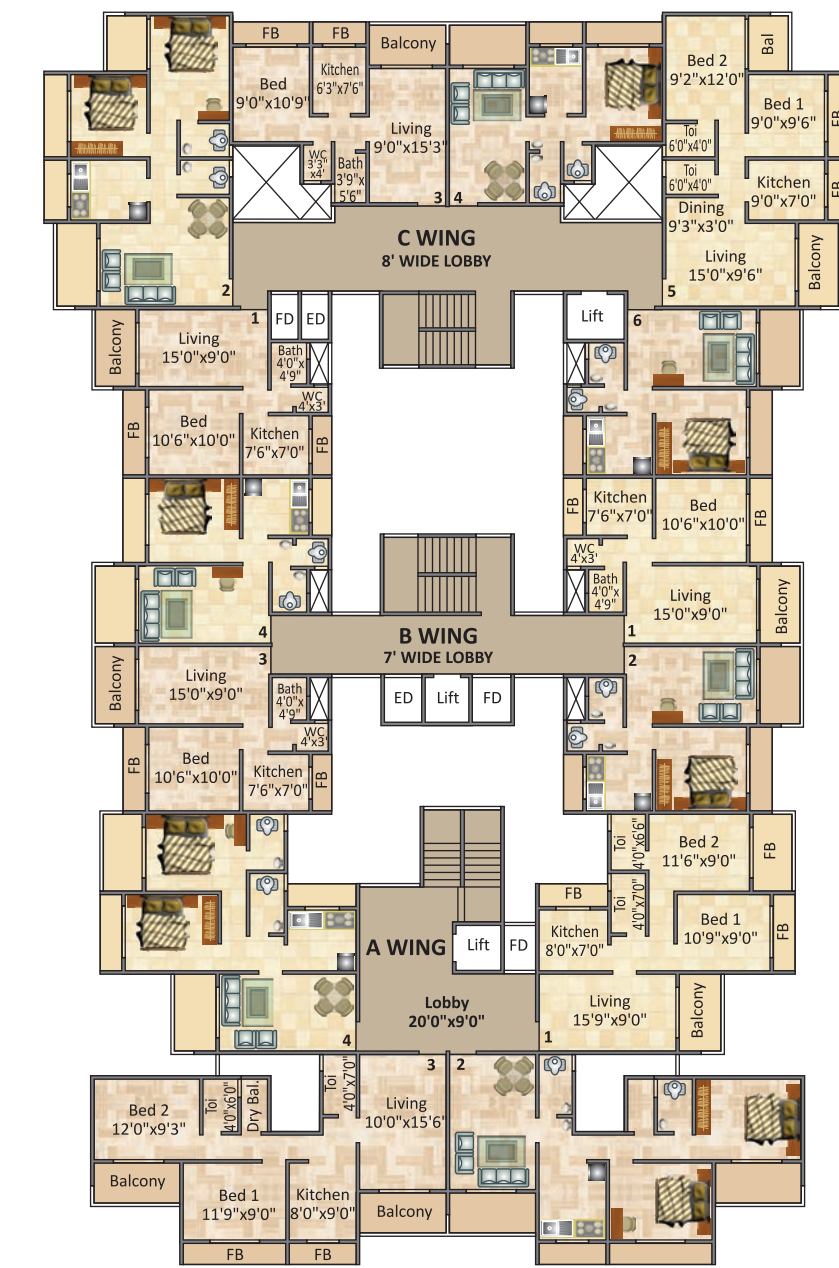 FB
FB
Balcony
Bed
9'0"x10'9"
Kitchen
6'3"x7'6"
Living
9'0"x15'3"
WC
3'3"
x4'
Bath
3'9"x
5'6"
3
4
Bed 2
9'2"x12'0"
Bal
Bed 1
9'0"x9'6"
FB
Toi
6'0"x4'0"
Toi
6'0"x4'0"
Kitchen
9'0"x7'0"
FB
Dining
9'3"x3'0"
Living
15'0"x9'6"
Balcony
2
C WING
8' WIDE LOBBY
5
1
FD
ED
Lift
6
Balcony
Living
15'0"x9'0"
Bath
4'0"x
4'9"
WC
4'x3'
FB
Bed
10'6"x10'0"
Kitchen
7'6"x7'0"
FB
FB
Kitchen
7'6"x7'0"
Bed
10'6"x10'0"
FB
WC
4'x3'
Bath
4'0"x
4'9"
Living
15'0"x9'0"
Balcony
4
B WING
7' WIDE LOBBY
1
3
2
Balcony
Living
15'0"x9'0"
Bath
4'0"x
4'9"
WC
4'x3'
ED
Lift
FD
FB
Bed
10'6"x10'0"
Kitchen
7'6"x7'0"
FB
Toi
4'0"x6'6"
Bed 2
11'6"x9'0"
FB
Toi
4'0"x7'0"
FB
Bed 1
10'9"x9'0"
FB
Kitchen
8'0"x7'0"
A WING
Lift
FD
Lobby
20'0"x9'0"
Living
15'9"x9'0"
Balcony
4
1
3
2
Bed 2
12'0"x9'3"
Toi
4'0"x6'0"
Dry Bal.
Toi
4'0"x7'0"
Living
10'0"x15'6"
Balcony
Bed 1
11'9"x9'0"
Kitchen
8'0"x9'0"
Balcony
FB
FB